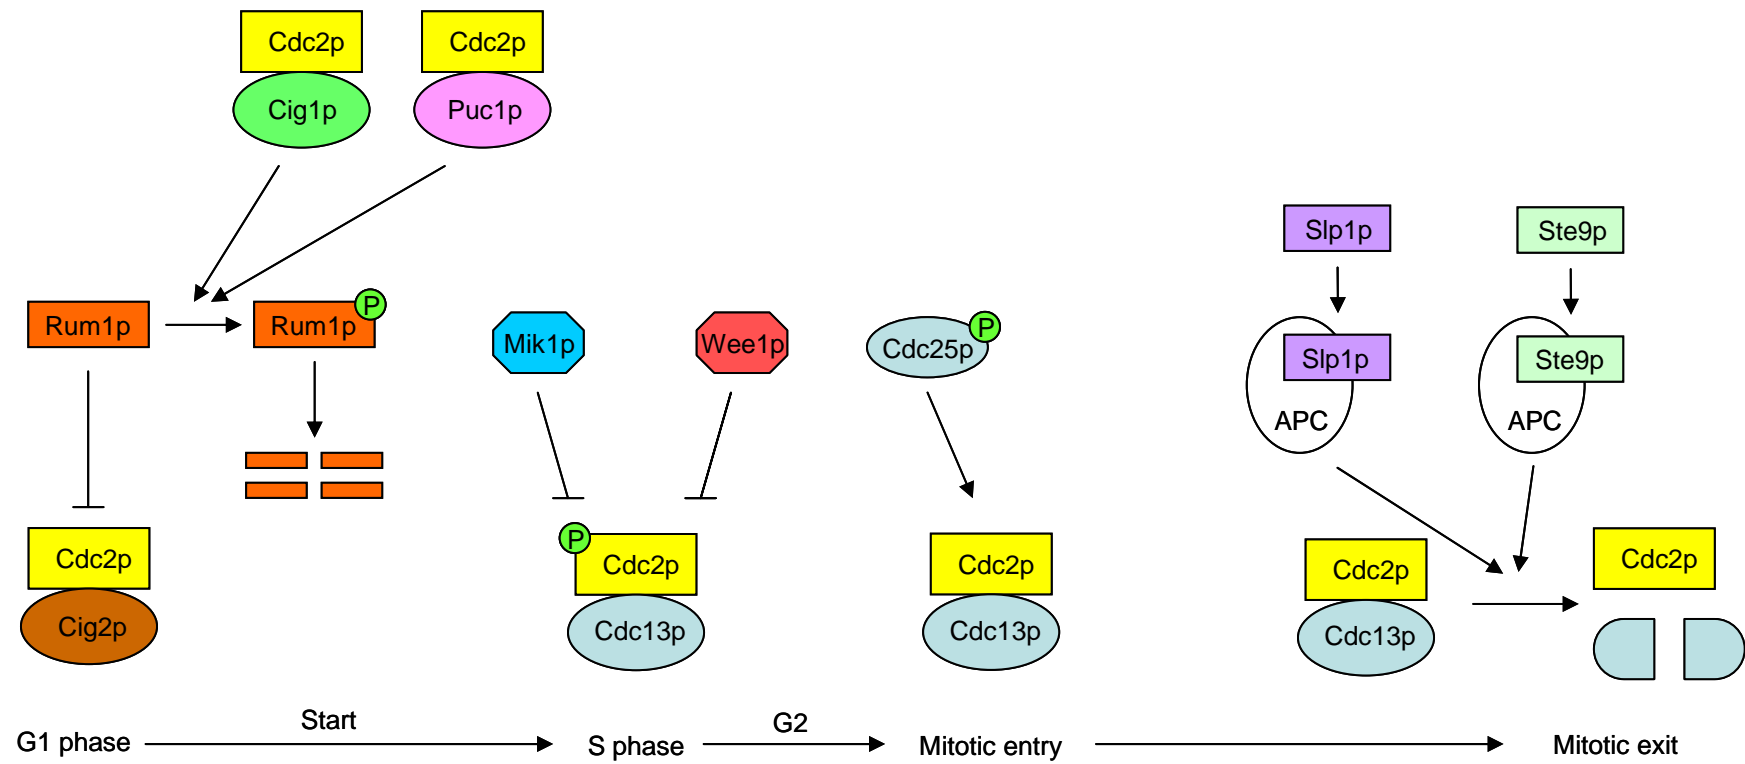 Cdc2p
Cdc2p
Cig1p
Puc1p
Slp1p
Ste9p
Rum1p
Rum1p
P
Mik1p
Wee1p
Cdc25p
P
Slp1p
Ste9p
APC
APC
Cdc2p
Cig2p
P
Cdc2p
Cdc13p
Cdc2p
Cdc13p
Cdc2p
Cdc13p
Cdc2p
G1 phase
Start
S phase
G2
Mitotic entry
Mitotic exit